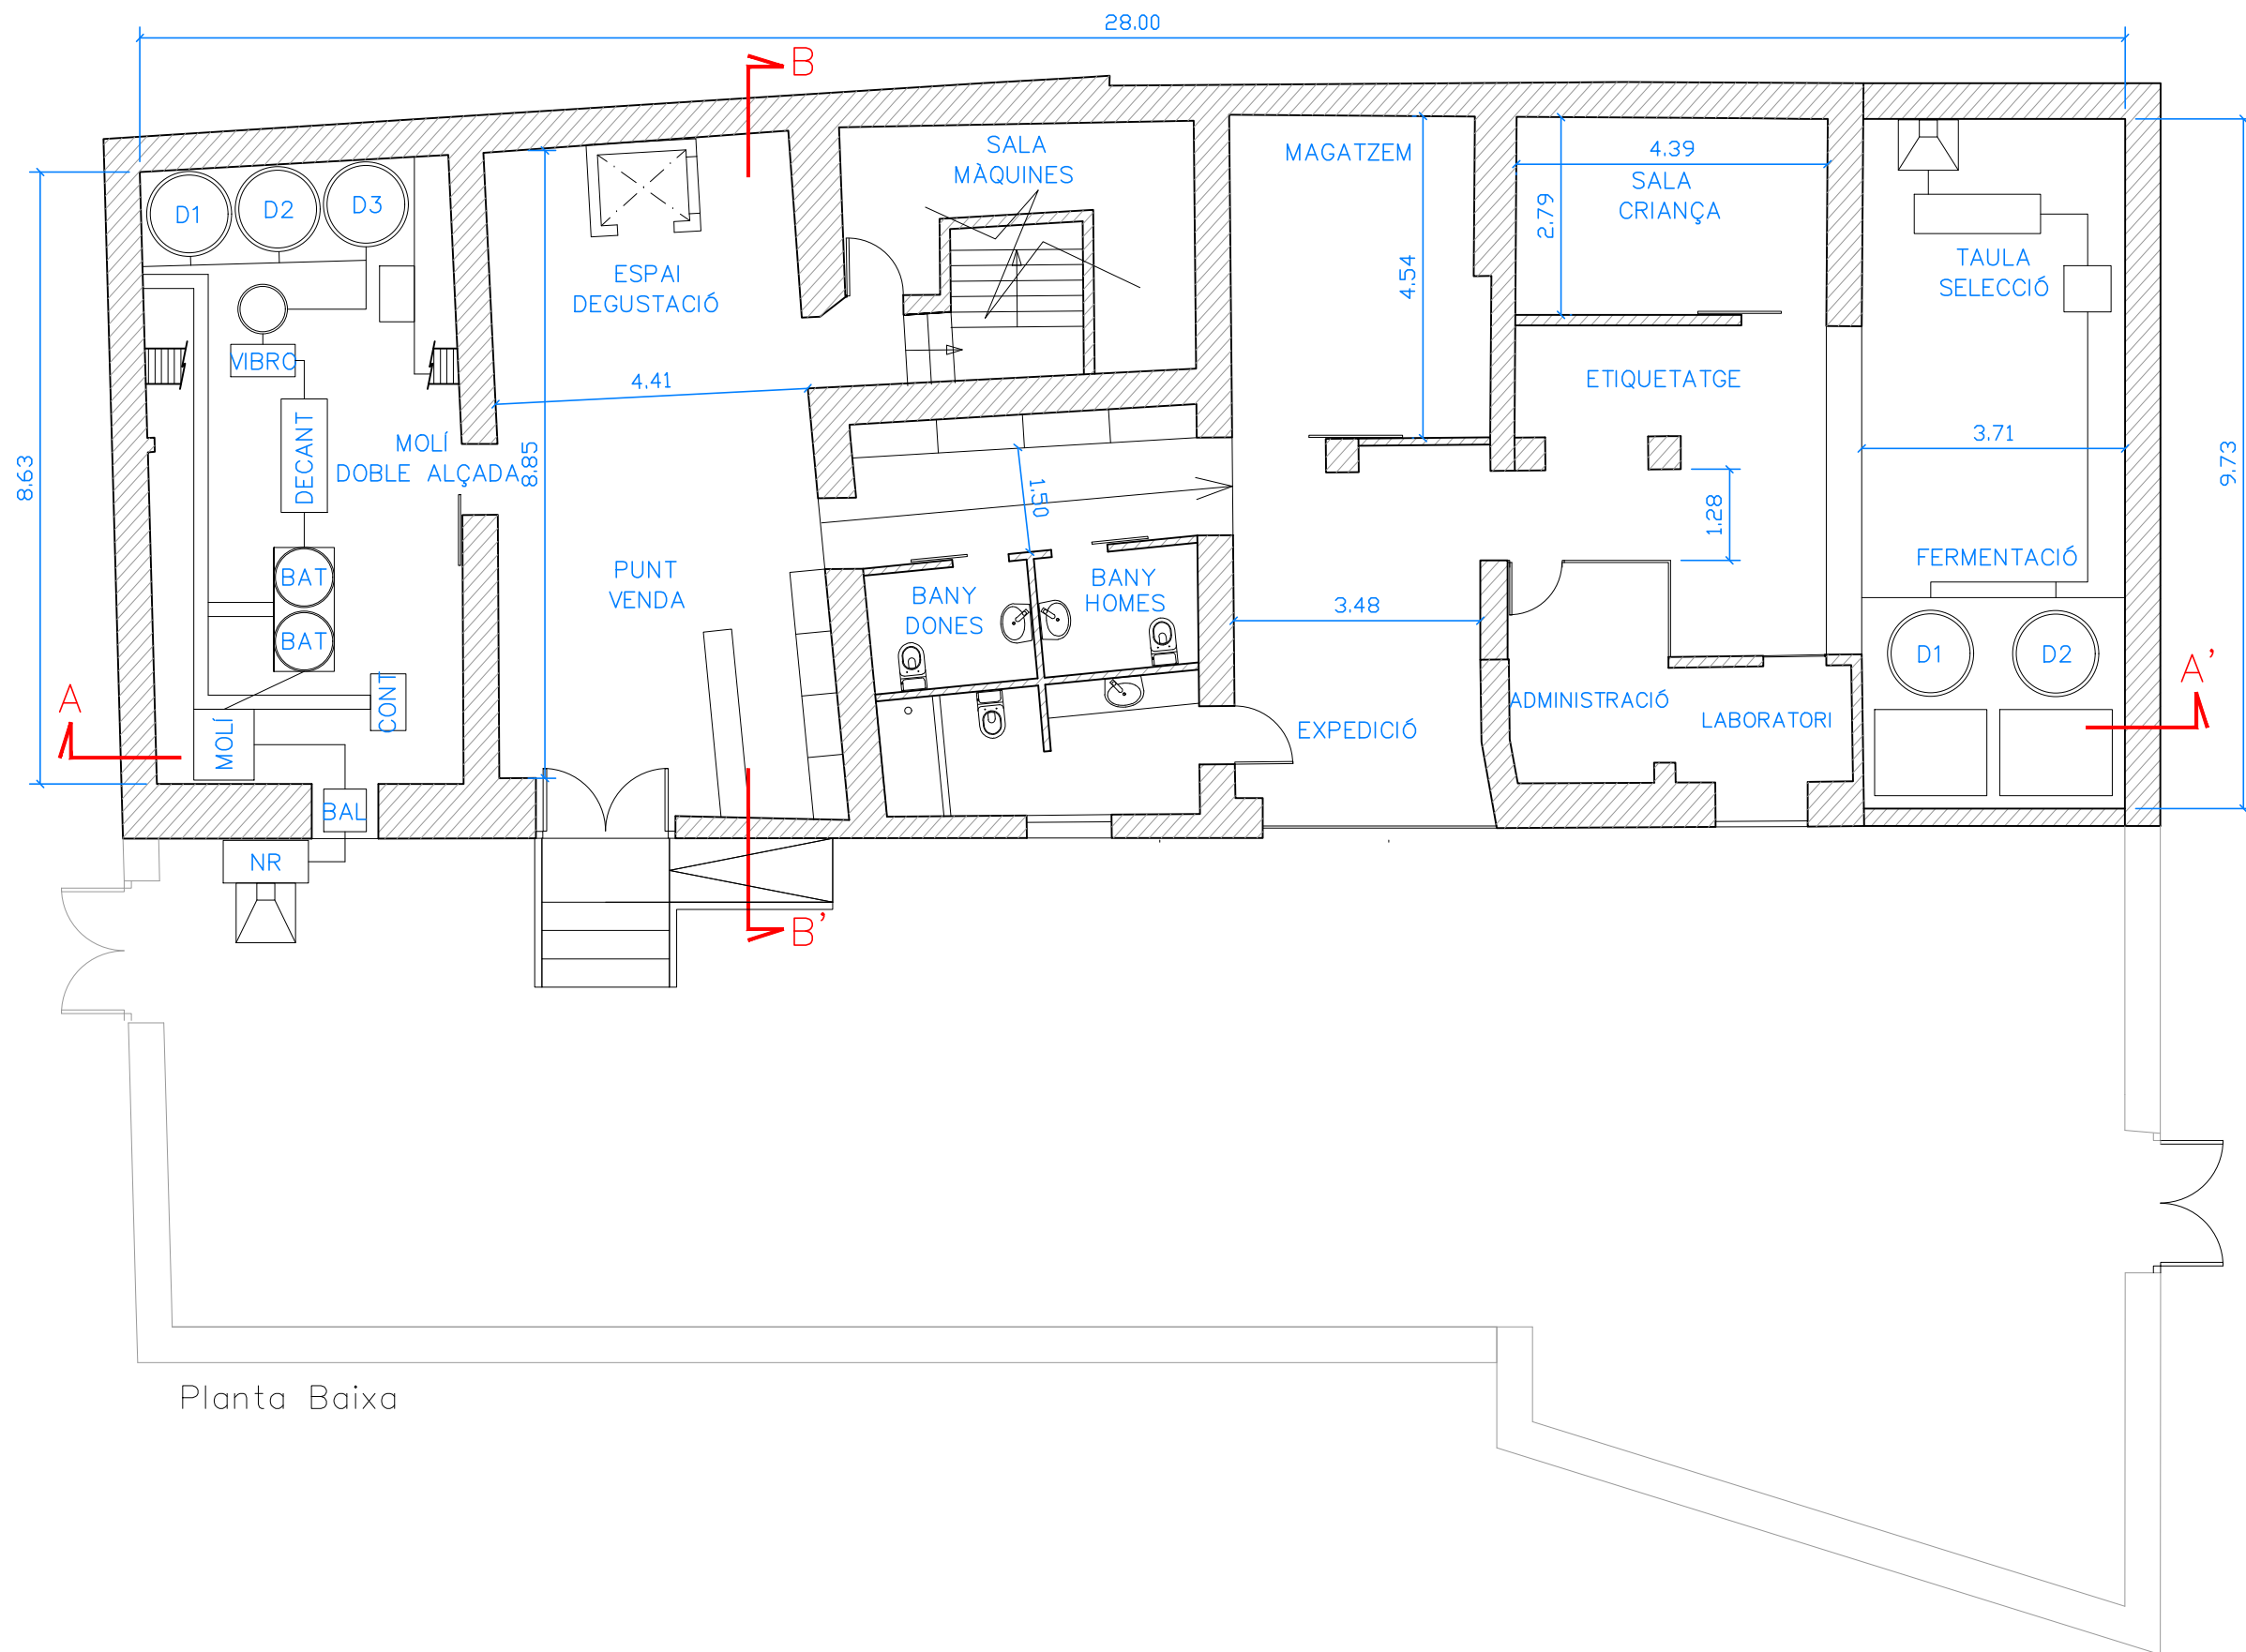 28.00
B
SALA
MÀQUINES
MAGATZEM
4.39
SALA
CRIANÇA
2.79
D1
D2
D3
ESPAI
DEGUSTACIÓ
TAULA
SELECCIÓ
4.54
VIBRO
4.41
ETIQUETATGE
DECANT
MOLÍ
DOBLE ALÇADA
8.63
8.85
3.71
9.73
1.50
1.28
BAT
PUNT
VENDA
BANY
DONES
BANY
HOMES
3.48
FERMENTACIÓ
BAT
D1
D2
A
A'
CONT
MOLÍ
EXPEDICIÓ
ADMINISTRACIÓ
LABORATORI
BAL
NR
B'
Planta Baixa